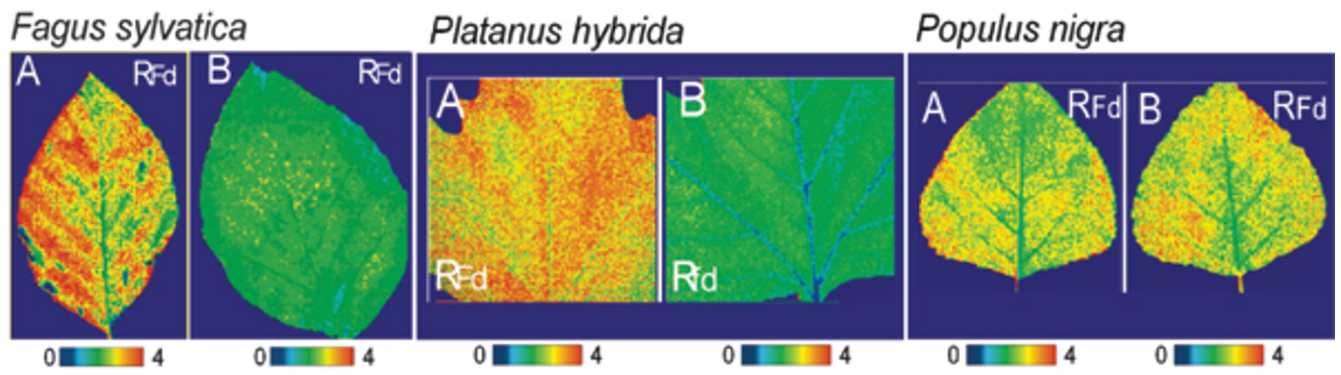 Fagus sylvatica
Platanus hybrida
Populus nigra
A RFd
B RFd
A
RFd
B
Rfd
A RFd
B RFd
0 4
0 4
0 4
0 4
0 4
0 4